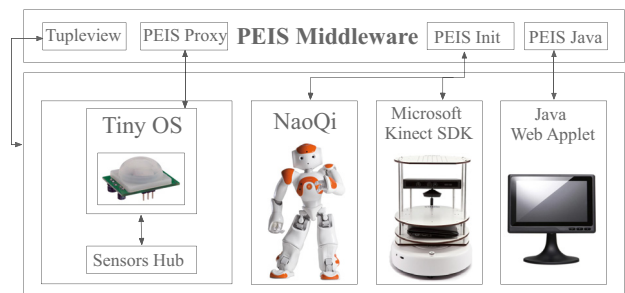 Tupleview
PEIS Proxy
PEIS Middleware
PEIS Init
PEIS Java
Tiny OS
Sensors Hub
NaoQi
Microsoft
Kinect SDK
Java
Web Applet